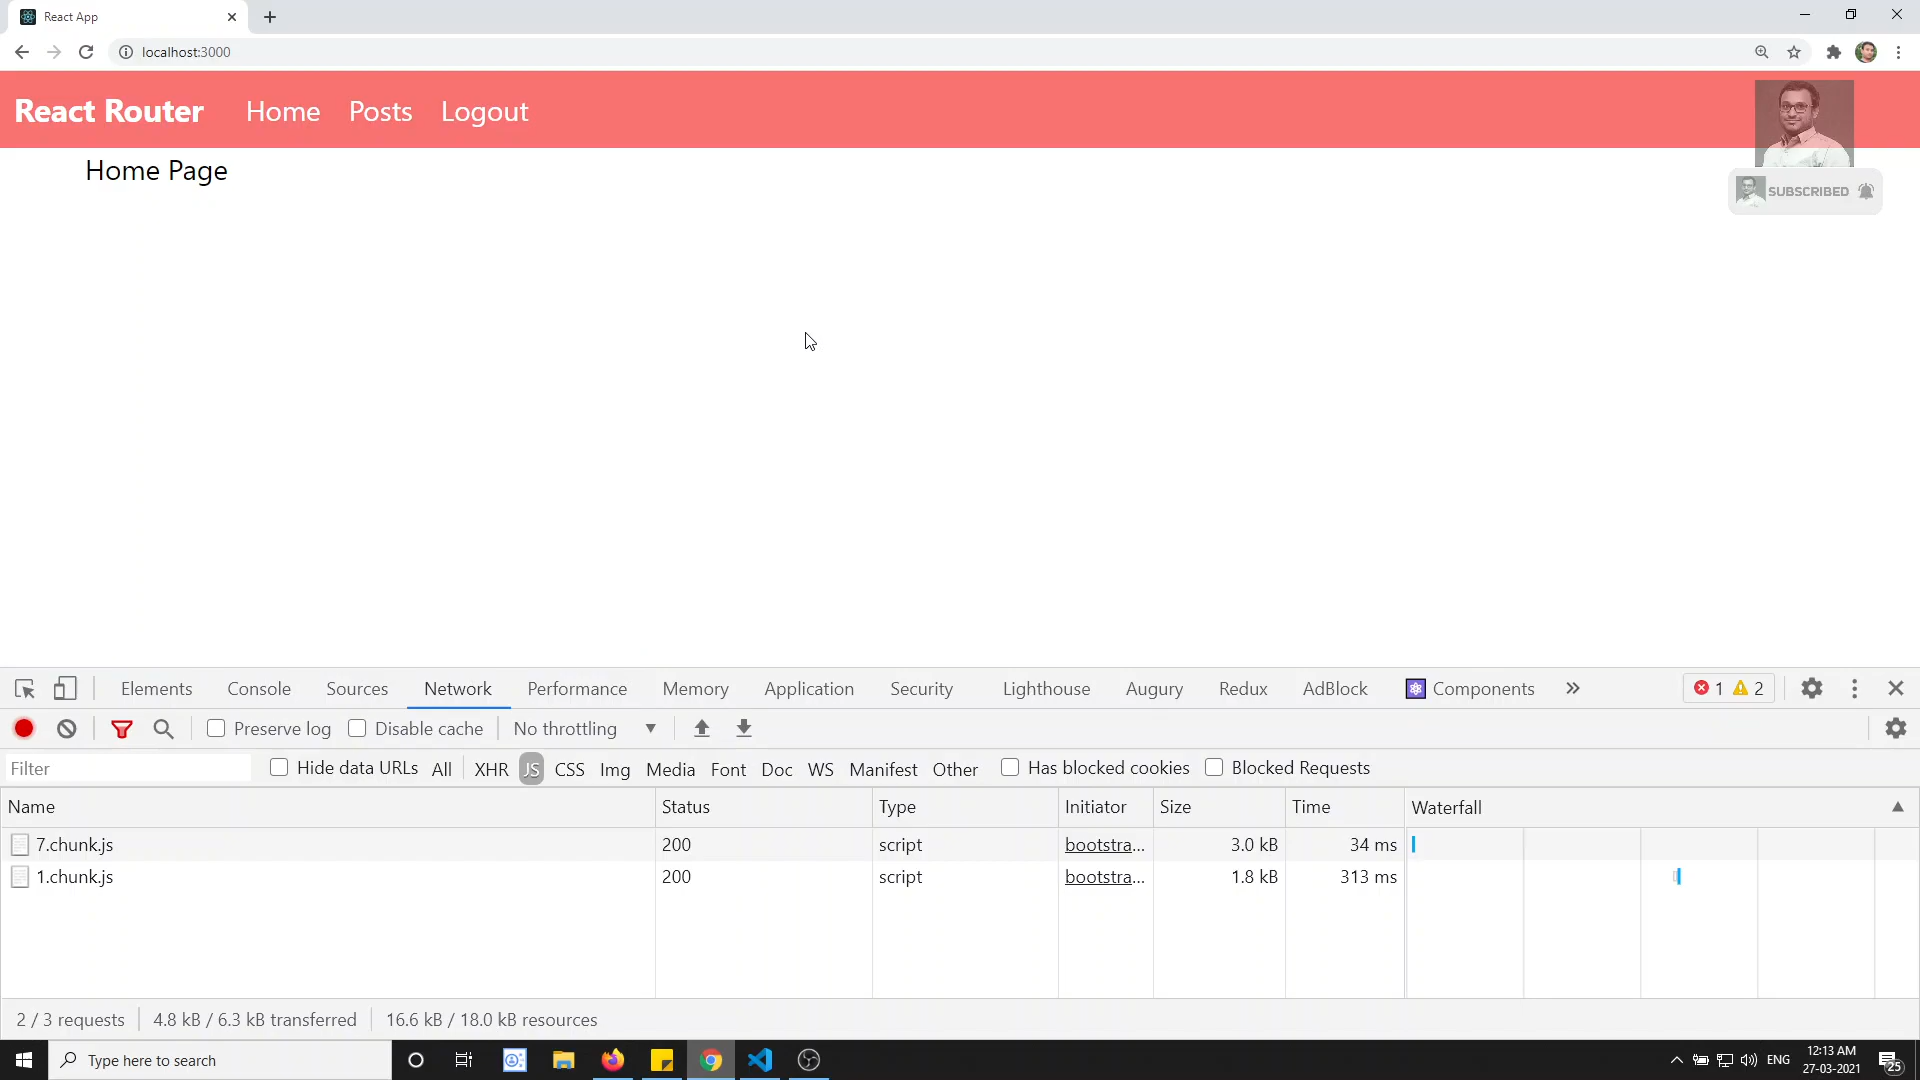 React App
localhost:3000
React Router Home Posts Logout
Home Page
SUBSCRIBED
Elements Console Sources Network Performance Memory Application Security Lighthouse Augury Redux AdBlock Components 1 2
Preserve log Disable cache No throttling
Filter Hide data URLs All XHR JS CSS Img Media Font Doc WS Manifest Other Has blocked cookies Blocked Requests
Name Status Type Initiator Size Time Waterfall
7.chunk.js 200 script bootstra... 3.0 kB 34 ms
1.chunk.js 200 script bootstra... 1.8 kB 313 ms
2 / 3 requests 4.8 kB / 6.3 kB transferred 16.6 kB / 18.0 kB resources
Type here to search ENG 12:13 AM
27-03-2021 25